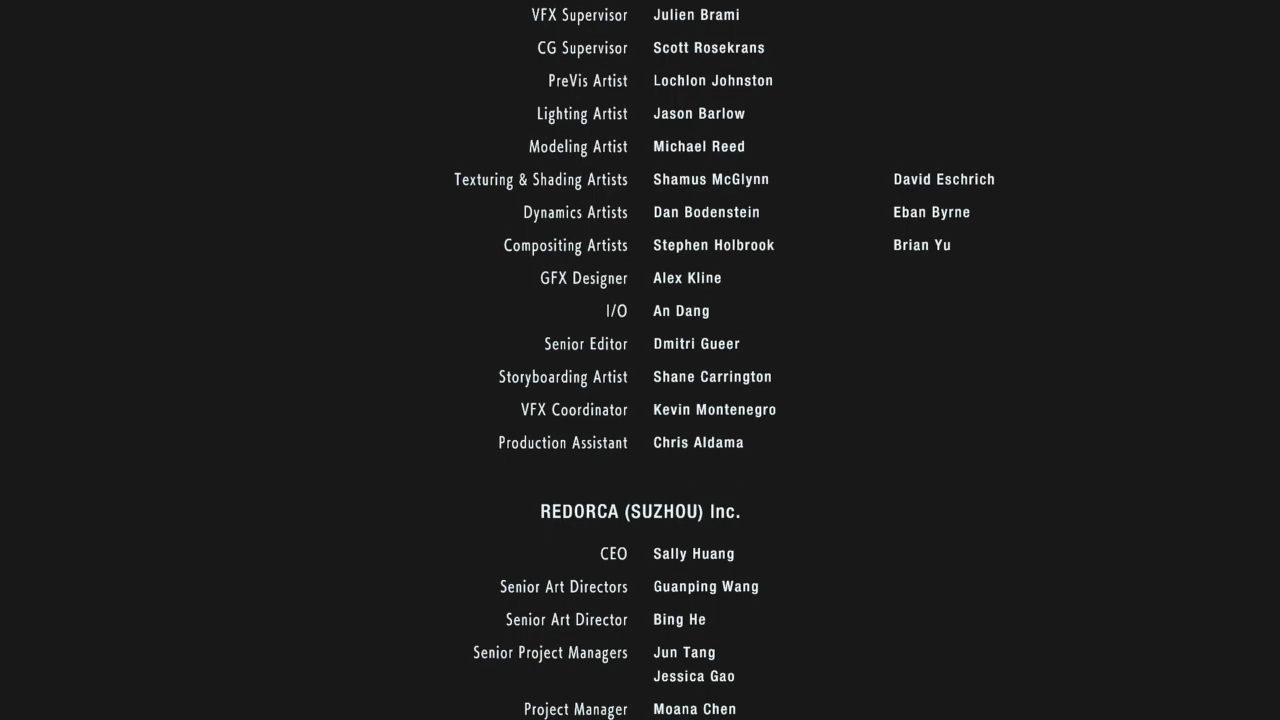 VFX Supervisor Julien Brami
CG Supervisor Scott Rosekrans
PreVis Artist Lochlon Johnston
Lighting Artist Jason Barlow
Modeling Artist Michael Reed
Texturing & Shading Artists Shamus McGlynn David Eschrich
Dynamics Artists Dan Bodenstein Eban Byrne
Compositing Artists Stephen Holbrook Brian Yu
GFX Designer Alex Kline
I/O An Dang
Senior Editor Dmitri Gueer
Storyboarding Artist Shane Carrington
VFX Coordinator Kevin Montenegro
Production Assistant Chris Aldama
REDORCA (SUZHOU) Inc.
CEO Sally Huang
Senior Art Directors Guanping Wang
Senior Art Director Bing He
Senior Project Managers Jun Tang
Jessica Gao
Project Manager Moana Chen